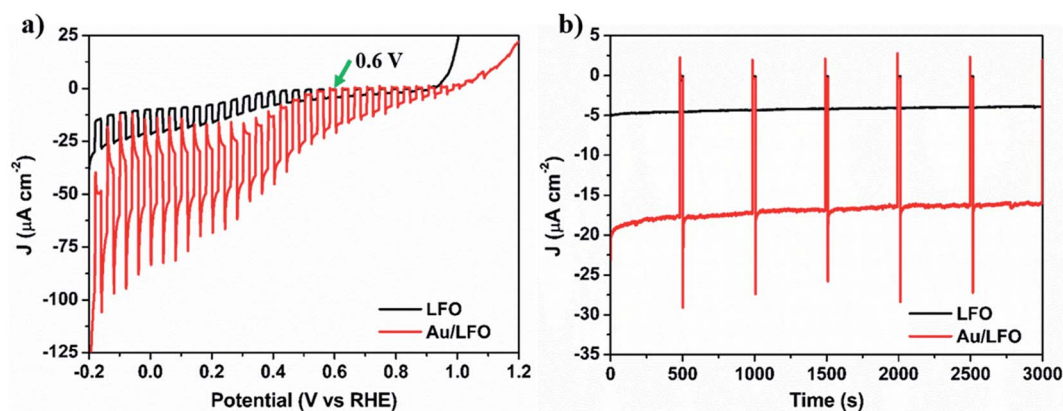 a)
25
0
-25
-50
-75
-100
-125
J (µA cm⁻²)
0.6 V
LFO
Au/LFO
-0.2 0.0 0.2 0.4 0.6 0.8 1.0 1.2
Potential (V vs RHE)
b)
5
0
-5
-10
-15
-20
-25
-30
-35
J (µA cm⁻²)
LFO
Au/LFO
0 500 1000 1500 2000 2500 3000
Time (s)